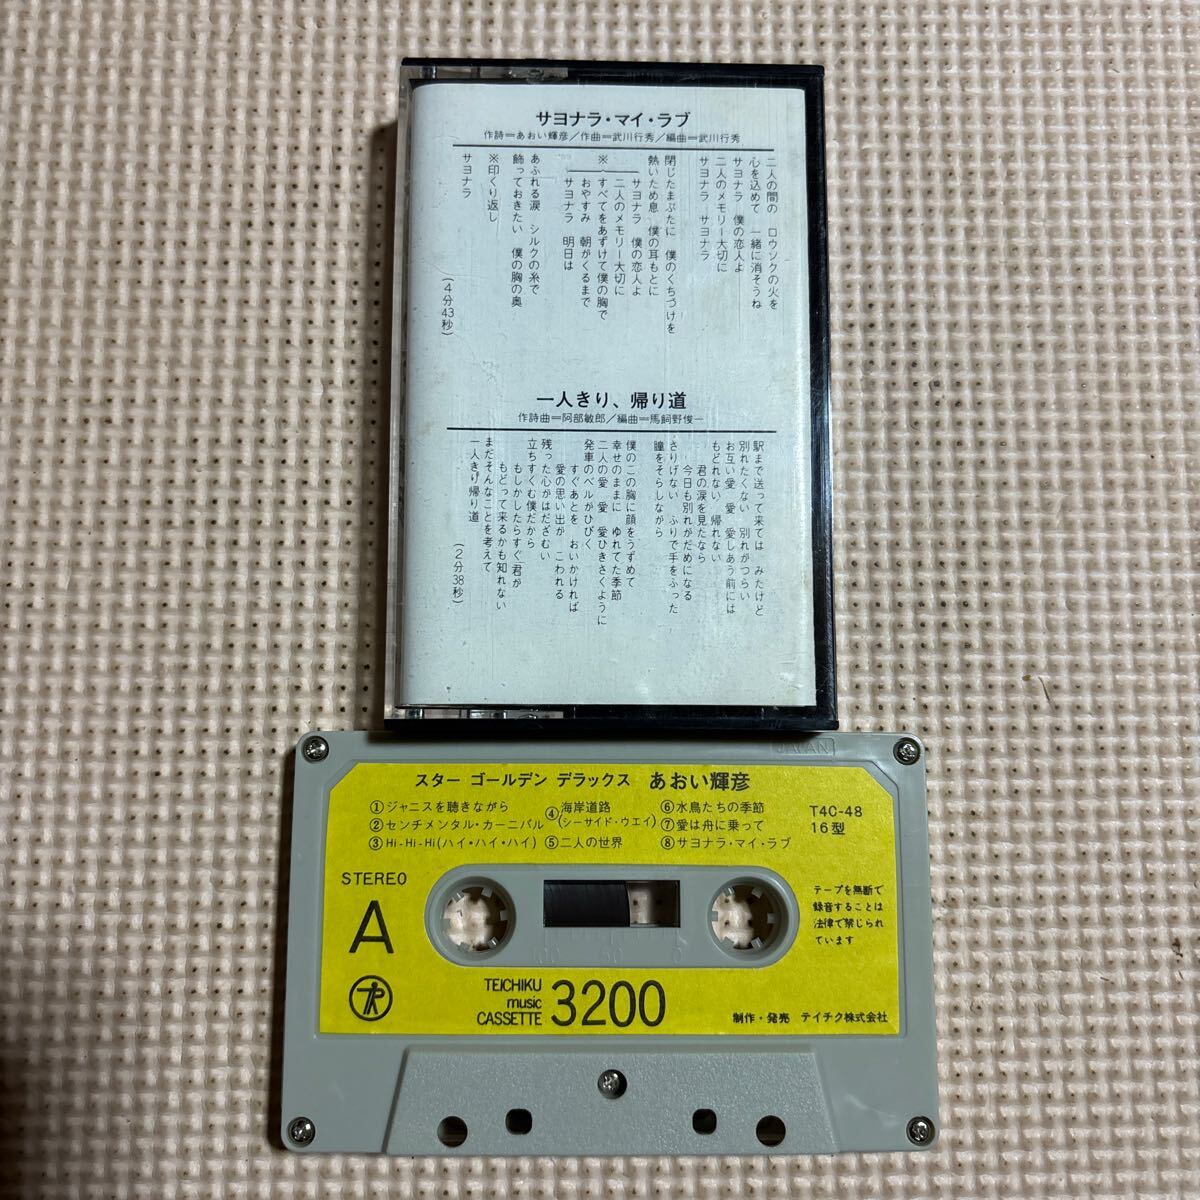 サヨナラ・マイ・ラブ
作詩＝あおい輝彦／作曲＝武川行秀／編曲＝武川行秀
二人の間の　ロウソクの火を
心を込めて　一緒に消そうね
サヨナラ　僕の恋人よ
二人のメモリー大切に
サヨナラ　サヨナラ
閉じたまぶたに　僕のくちづけを
熱いため息　僕の耳もとに
サヨナラ　僕の恋人よ
二人のメモリー大切に
※すべてをあずけて僕の胸で
おやすみ　朝がくるまで
サヨナラ　明日は
あふれる涙　シルクの糸で
飾っておきたい　僕の胸の奥
※印くり返し
サヨナラ
（4分43秒）
一人きり、帰り道
作詩曲＝阿部敏郎／編曲＝馬飼野俊一
駅まで送って来ては　みたけど
別れたくない　別れがつらい
お互い愛　愛　愛しあう前には
もどれない　帰れない
君の涙を見たなら
今日も別れがだめになる
さりげない　ふりで手をふった
瞳をそらしながら
僕のこの胸に顔をうずめて
幸せのままに　ゆれてた季節
二人の愛　愛　愛ひきさくように
発車のベルがひびく
すぐあとを　おいかければ
愛の思い出が　こわれる
残った心がはだざむい
立ちすくむ僕だから
もしかしたらすぐ君が
もどって来るかも知れない
まだそんなことを考えて
一人きり帰り道
（2分38秒）
JAPAN
スター ゴールデン デラックス　あおい輝彦
①ジャニスを聴きながら
②センチメンタル・カーニバル
③Hi-Hi-Hi(ハイ・ハイ・ハイ)
④海岸道路
(シーサイド・ウエイ)
⑤二人の世界
⑥水鳥たちの季節
⑦愛は舟に乗って
⑧サヨナラ・マイ・ラブ
T4C-48
16型
STEREO
A
テープを無断で
録音することは
法律で禁じられ
ています
100 50 0
TEICHIKU
music
CASSETTE
3200
制作・発売　テイチク株式会社